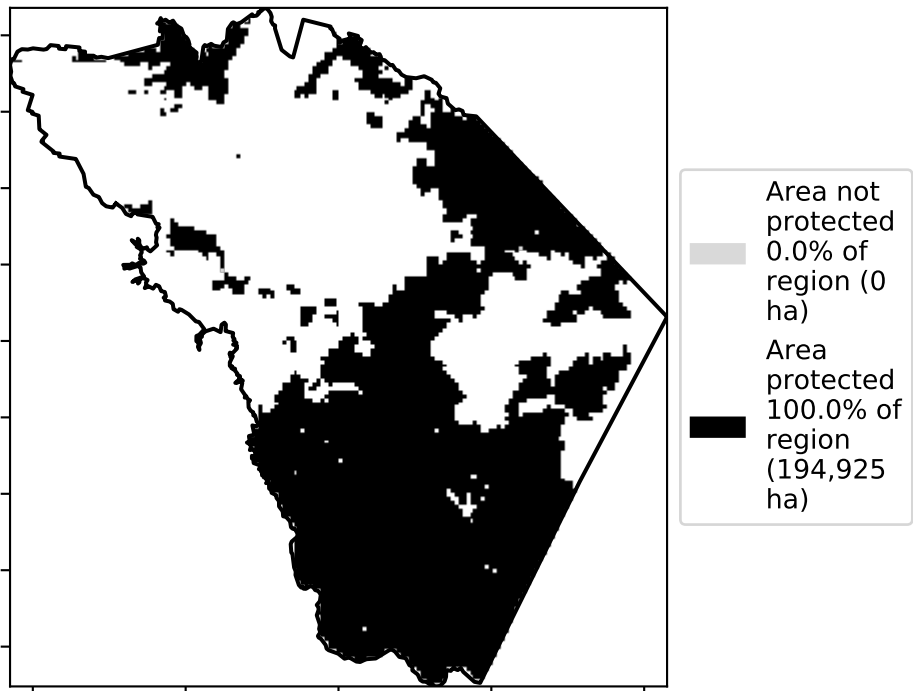 Area not
protected
0.0% of
region (0
ha)
Area
protected
100.0% of
region
(194,925
ha)